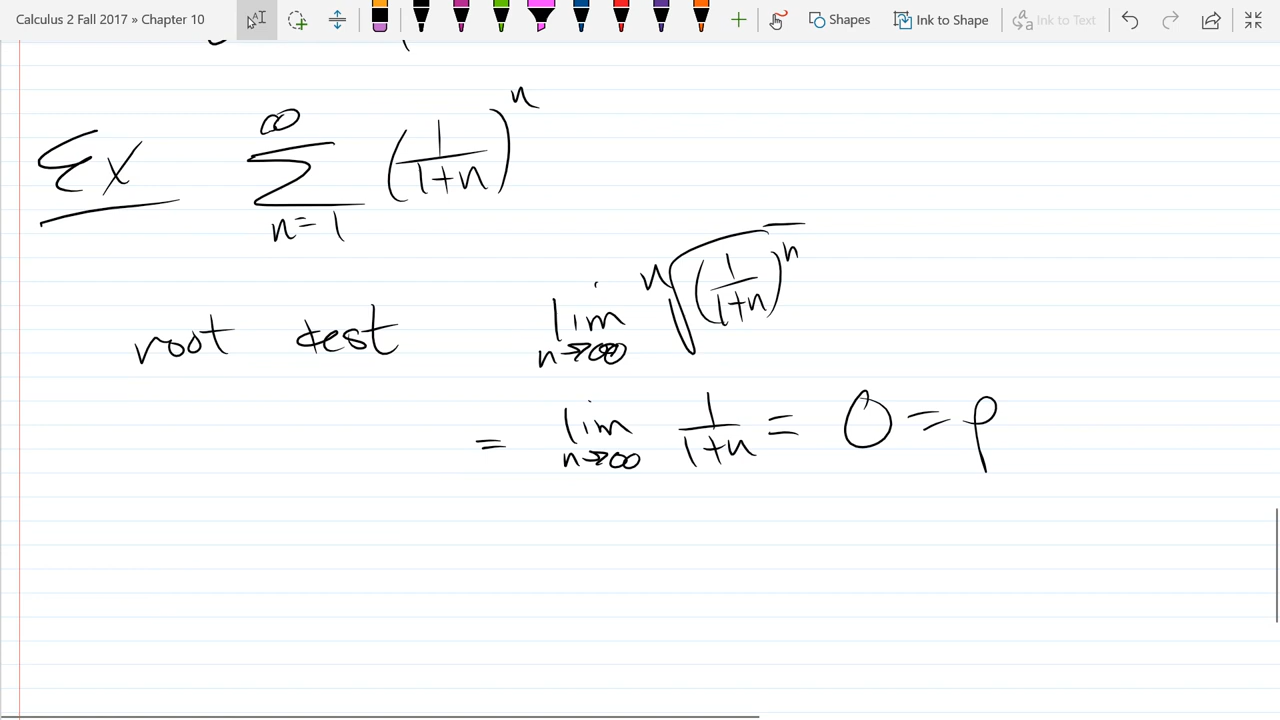 Calculus 2 Fall 2017 » Chapter 10 Shapes Ink to Shape Ink to Text
Ex ∑_{n=1}^{∞} (1/(1+n))^n
root test lim_{n→∞} ⁿ√((1/(1+n))^n)
= lim_{n→∞} 1/(1+n) = 0 = ρ